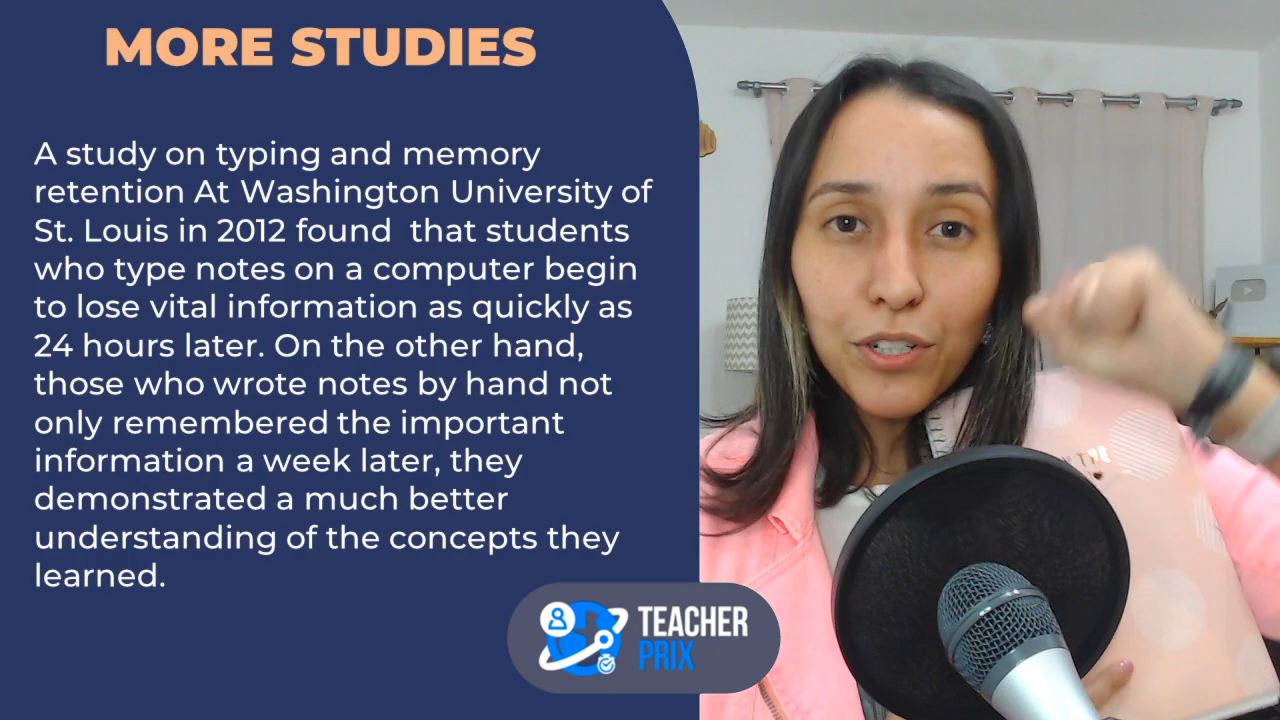 MORE STUDIES
A study on typing and memory
retention At Washington University of
St. Louis in 2012 found  that students
who type notes on a computer begin
to lose vital information as quickly as
24 hours later. On the other hand,
those who wrote notes by hand not
only remembered the important
information a week later, they
demonstrated a much better
understanding of the concepts they
learned.
TEACHER
PRIX